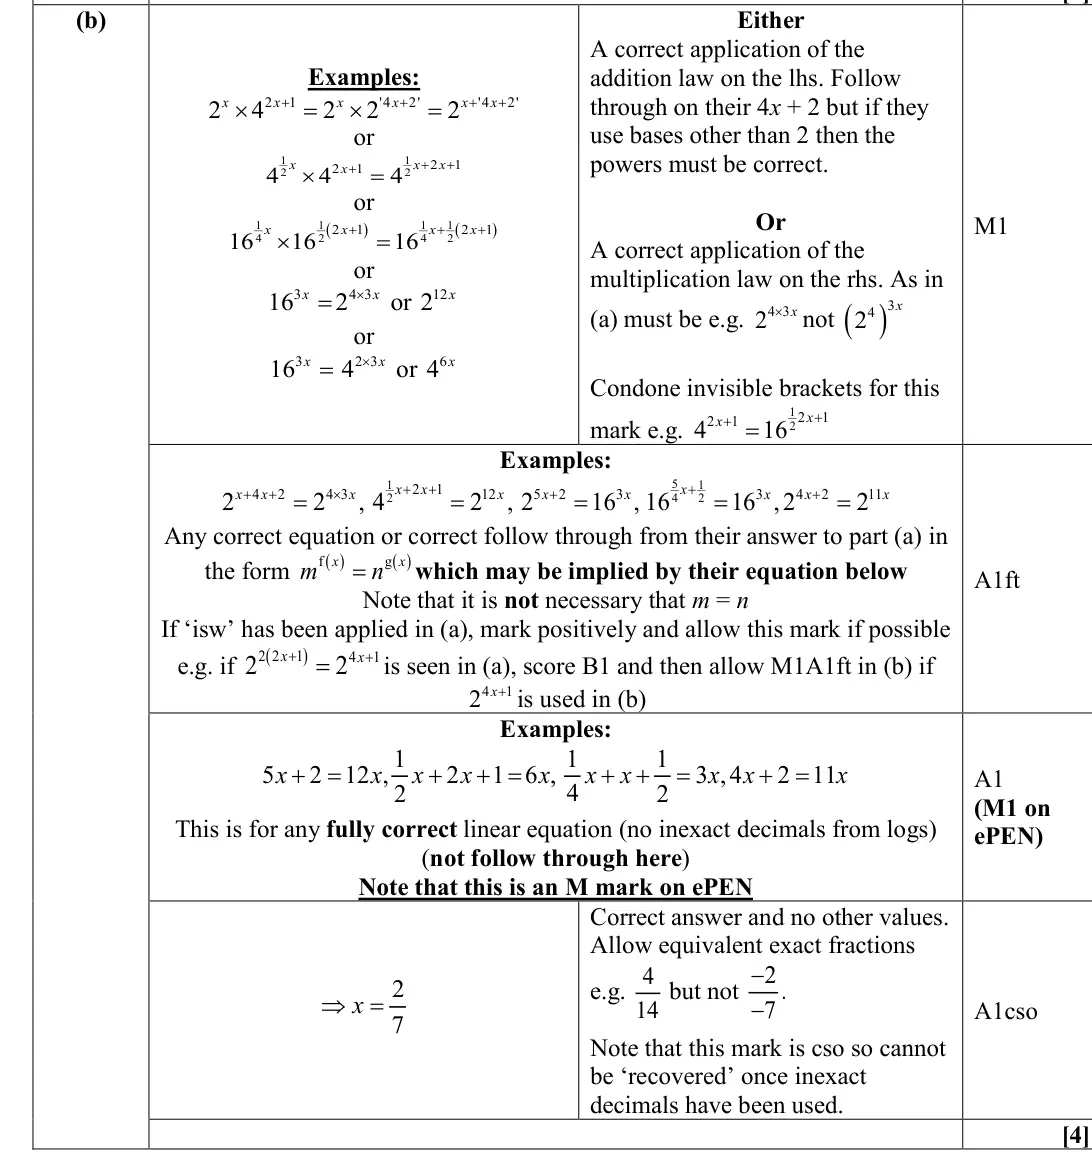 (b)
Examples:
2^x × 4^{2x+1} = 2^x × 2^{'4x+2'} = 2^{x+'4x+2'}
or
4^{\frac{1}{2}x} × 4^{2x+1} = 4^{\frac{1}{2}x+2x+1}
or
16^{\frac{1}{4}x} × 16^{\frac{1}{2}(2x+1)} = 16^{\frac{1}{4}x+\frac{1}{2}(2x+1)}
or
16^{3x} = 2^{4×3x} or 2^{12x}
or
16^{3x} = 4^{2×3x} or 4^{6x}
Either
A correct application of the
addition law on the lhs. Follow
through on their 4x + 2 but if they
use bases other than 2 then the
powers must be correct.
Or
A correct application of the
multiplication law on the rhs. As in
(a) must be e.g. 2^{4×3x} not (2^4)^{3x}
Condone invisible brackets for this
mark e.g. 4^{2x+1} = 16^{\frac{1}{2}2x+1}
M1
Examples:
2^{x+4x+2} = 2^{4×3x}, 4^{\frac{1}{2}x+2x+1} = 2^{12x}, 2^{5x+2} = 16^{3x}, 16^{\frac{5}{4}x+\frac{1}{2}} = 16^{3x}, 2^{4x+2} = 2^{11x}
Any correct equation or correct follow through from their answer to part (a) in
the form m^{f(x)} = n^{g(x)} which may be implied by their equation below
Note that it is not necessary that m = n
If ‘isw’ has been applied in (a), mark positively and allow this mark if possible
e.g. if 2^{2(2x+1)} = 2^{4x+1} is seen in (a), score B1 and then allow M1A1ft in (b) if
2^{4x+1} is used in (b)
A1ft
Examples:
5x + 2 = 12x, \frac{1}{2}x + 2x + 1 = 6x, \frac{1}{4}x + x + \frac{1}{2} = 3x, 4x + 2 = 11x
This is for any fully correct linear equation (no inexact decimals from logs)
(not follow through here)
Note that this is an M mark on ePEN
A1
(M1 on
ePEN)
⇒ x = \frac{2}{7}
Correct answer and no other values.
Allow equivalent exact fractions
e.g. \frac{4}{14} but not \frac{-2}{-7}.
Note that this mark is cso so cannot
be ‘recovered’ once inexact
decimals have been used.
A1cso
[4]